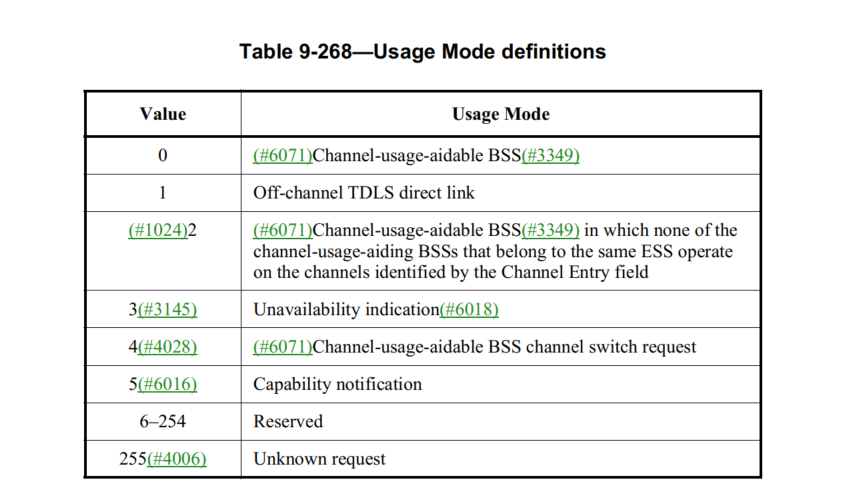 Table 9-268—Usage Mode definitions
Value Usage Mode
0 (#6071)Channel-usage-aidable BSS(#3349)
1 Off-channel TDLS direct link
(#1024)2 (#6071)Channel-usage-aidable BSS(#3349) in which none of the
channel-usage-aiding BSSs that belong to the same ESS operate
on the channels identified by the Channel Entry field
3(#3145) Unavailability indication(#6018)
4(#4028) (#6071)Channel-usage-aidable BSS channel switch request
5(#6016) Capability notification
6–254 Reserved
255(#4006) Unknown request